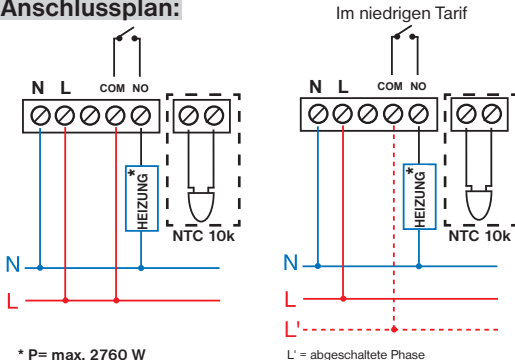 Anschlussplan:
N L COM NO
* HEIZUNG
NTC 10k
N
L
* P= max. 2760 W
Im niedrigen Tarif
N L COM NO
* HEIZUNG
NTC 10k
N
L
L'
L' = abgeschaltete Phase